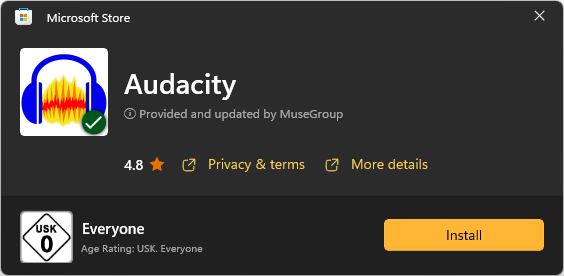 Microsoft Store
Audacity
Provided and updated by MuseGroup
4.8 Privacy & terms More details
USK
0
Everyone
Age Rating: USK. Everyone
Install